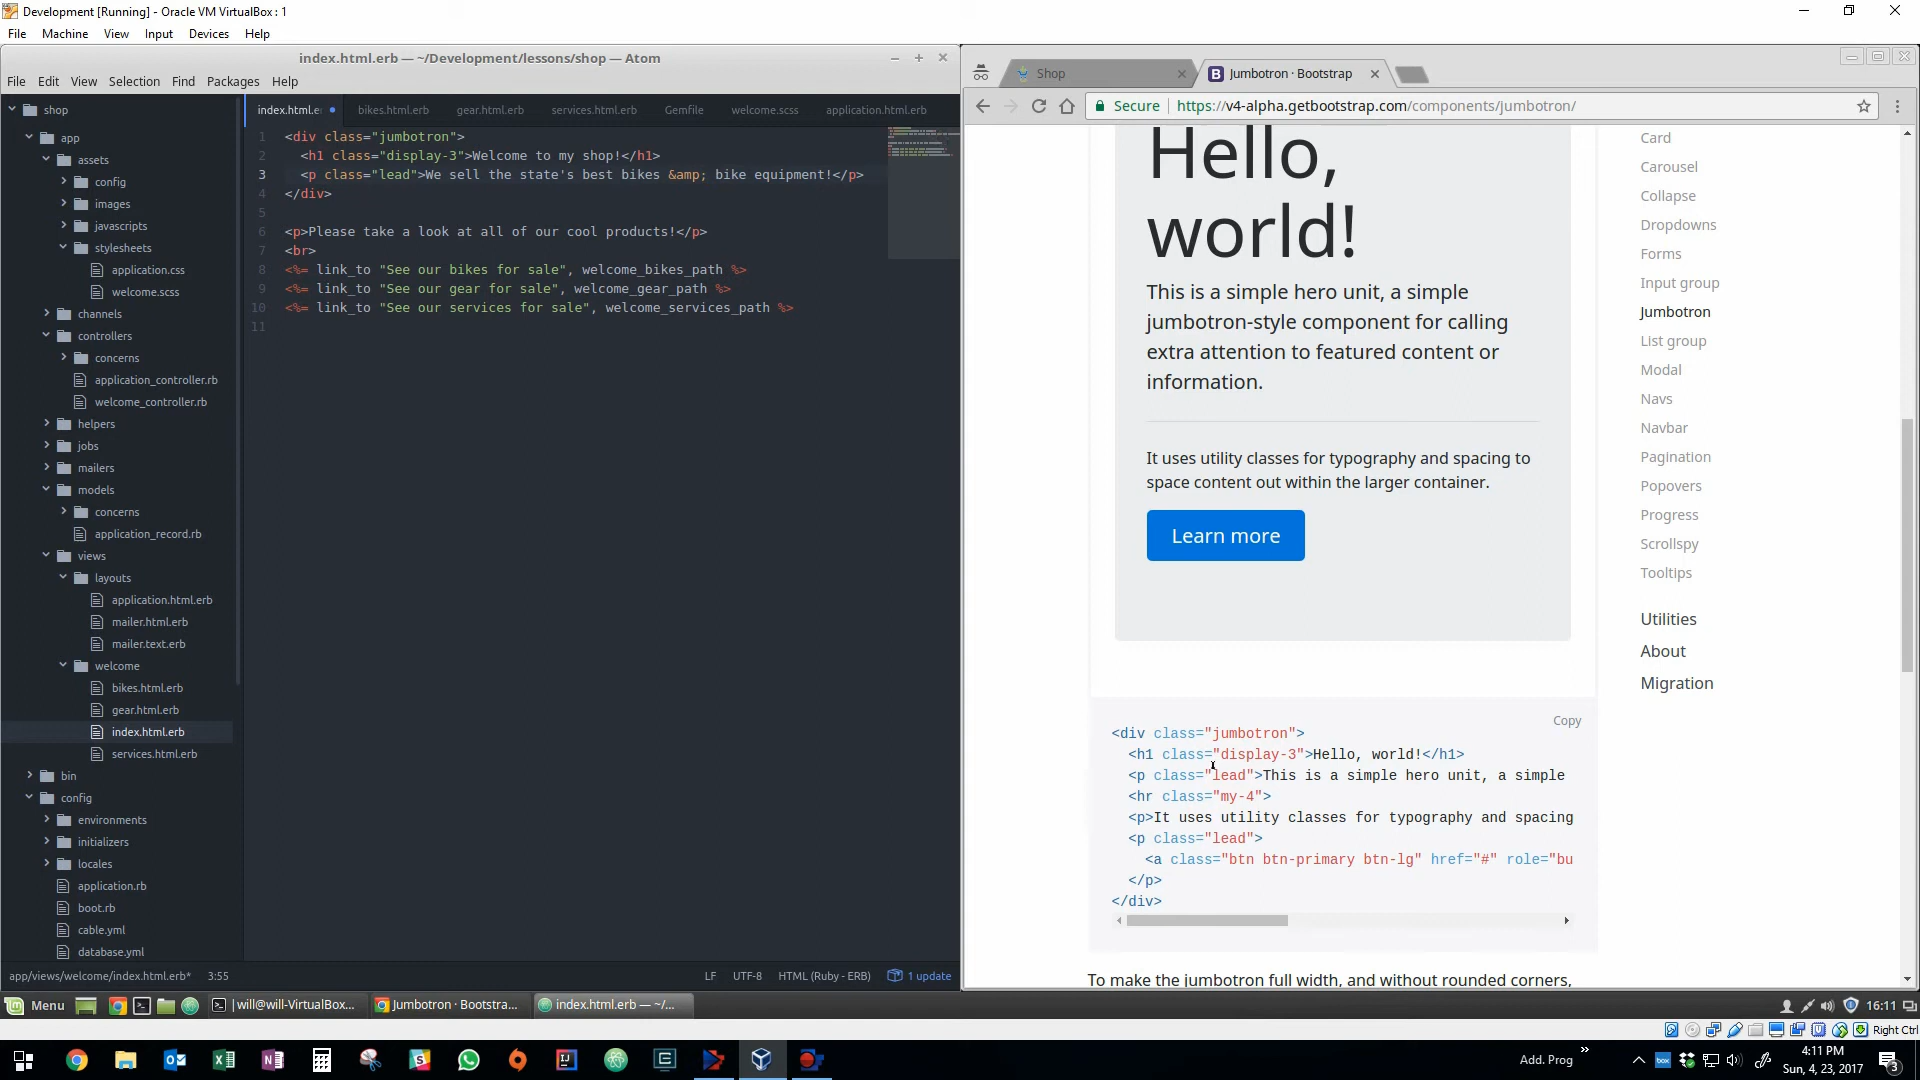 Development [Running] - Oracle VM VirtualBox : 1
File Machine View Input Devices Help
index.html.erb — ~/Development/lessons/shop — Atom
File Edit View Selection Find Packages Help
shop
app
assets
config
images
javascripts
stylesheets
application.css
welcome.scss
channels
controllers
concerns
application_controller.rb
welcome_controller.rb
helpers
jobs
mailers
models
concerns
application_record.rb
views
layouts
application.html.erb
mailer.html.erb
mailer.text.erb
welcome
bikes.html.erb
gear.html.erb
index.html.erb
services.html.erb
bin
config
environments
initializers
locales
application.rb
boot.rb
cable.yml
database.yml
index.html.e bikes.html.erb gear.html.erb services.html.erb Gemfile welcome.scss application.html.erb
1 <div class="jumbotron">
2 <h1 class="display-3">Welcome to my shop!</h1>
3 <p class="lead">We sell the state's best bikes &amp; bike equipment!</p>
4 </div>
5
6 <p>Please take a look at all of our cool products!</p>
7 <br>
8 <%= link_to "See our bikes for sale", welcome_bikes_path %>
9 <%= link_to "See our gear for sale", welcome_gear_path %>
10 <%= link_to "See our services for sale", welcome_services_path %>
11
app/views/welcome/index.html.erb* 3:55 LF UTF-8 HTML (Ruby - ERB) 1 update
Shop
Jumbotron · Bootstrap
Secure https://v4-alpha.getbootstrap.com/components/jumbotron/
Hello,
world!
This is a simple hero unit, a simple
jumbotron-style component for calling
extra attention to featured content or
information.
It uses utility classes for typography and spacing to
space content out within the larger container.
Learn more
Copy
<div class="jumbotron">
<h1 class="display-3">Hello, world!</h1>
<p class="lead">This is a simple hero unit, a simple
<hr class="my-4">
<p>It uses utility classes for typography and spacing
<p class="lead">
<a class="btn btn-primary btn-lg" href="#" role="bu
</p>
</div>
To make the jumbotron full width, and without rounded corners,
Card
Carousel
Collapse
Dropdowns
Forms
Input group
Jumbotron
List group
Modal
Navs
Navbar
Pagination
Popovers
Progress
Scrollspy
Tooltips
Utilities
About
Migration
Menu |will@will-VirtualBox... Jumbotron · Bootstra... index.html.erb — ~/... 16:11
Right Ctrl
Add. Prog » 4:11 PM
Sun, 4, 23, 2017 3